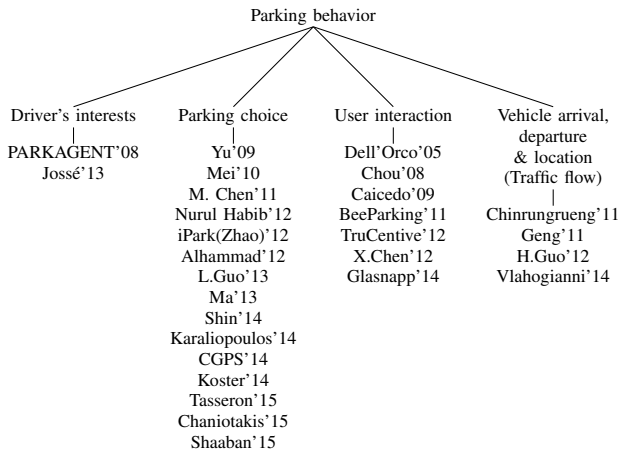 Parking behavior
Driver's interests
PARKAGENT'08
Jossé'13
Parking choice
Yu'09
Mei'10
M. Chen'11
Nurul Habib'12
iPark(Zhao)'12
Alhammad'12
L.Guo'13
Ma'13
Shin'14
Karaliopoulos'14
CGPS'14
Koster'14
Tasseron'15
Chaniotakis'15
Shaaban'15
User interaction
Dell'Orco'05
Chou'08
Caicedo'09
BeeParking'11
TruCentive'12
X.Chen'12
Glasnapp'14
Vehicle arrival,
departure
& location
(Traffic flow)
Chinrungrueng'11
Geng'11
H.Guo'12
Vlahogianni'14